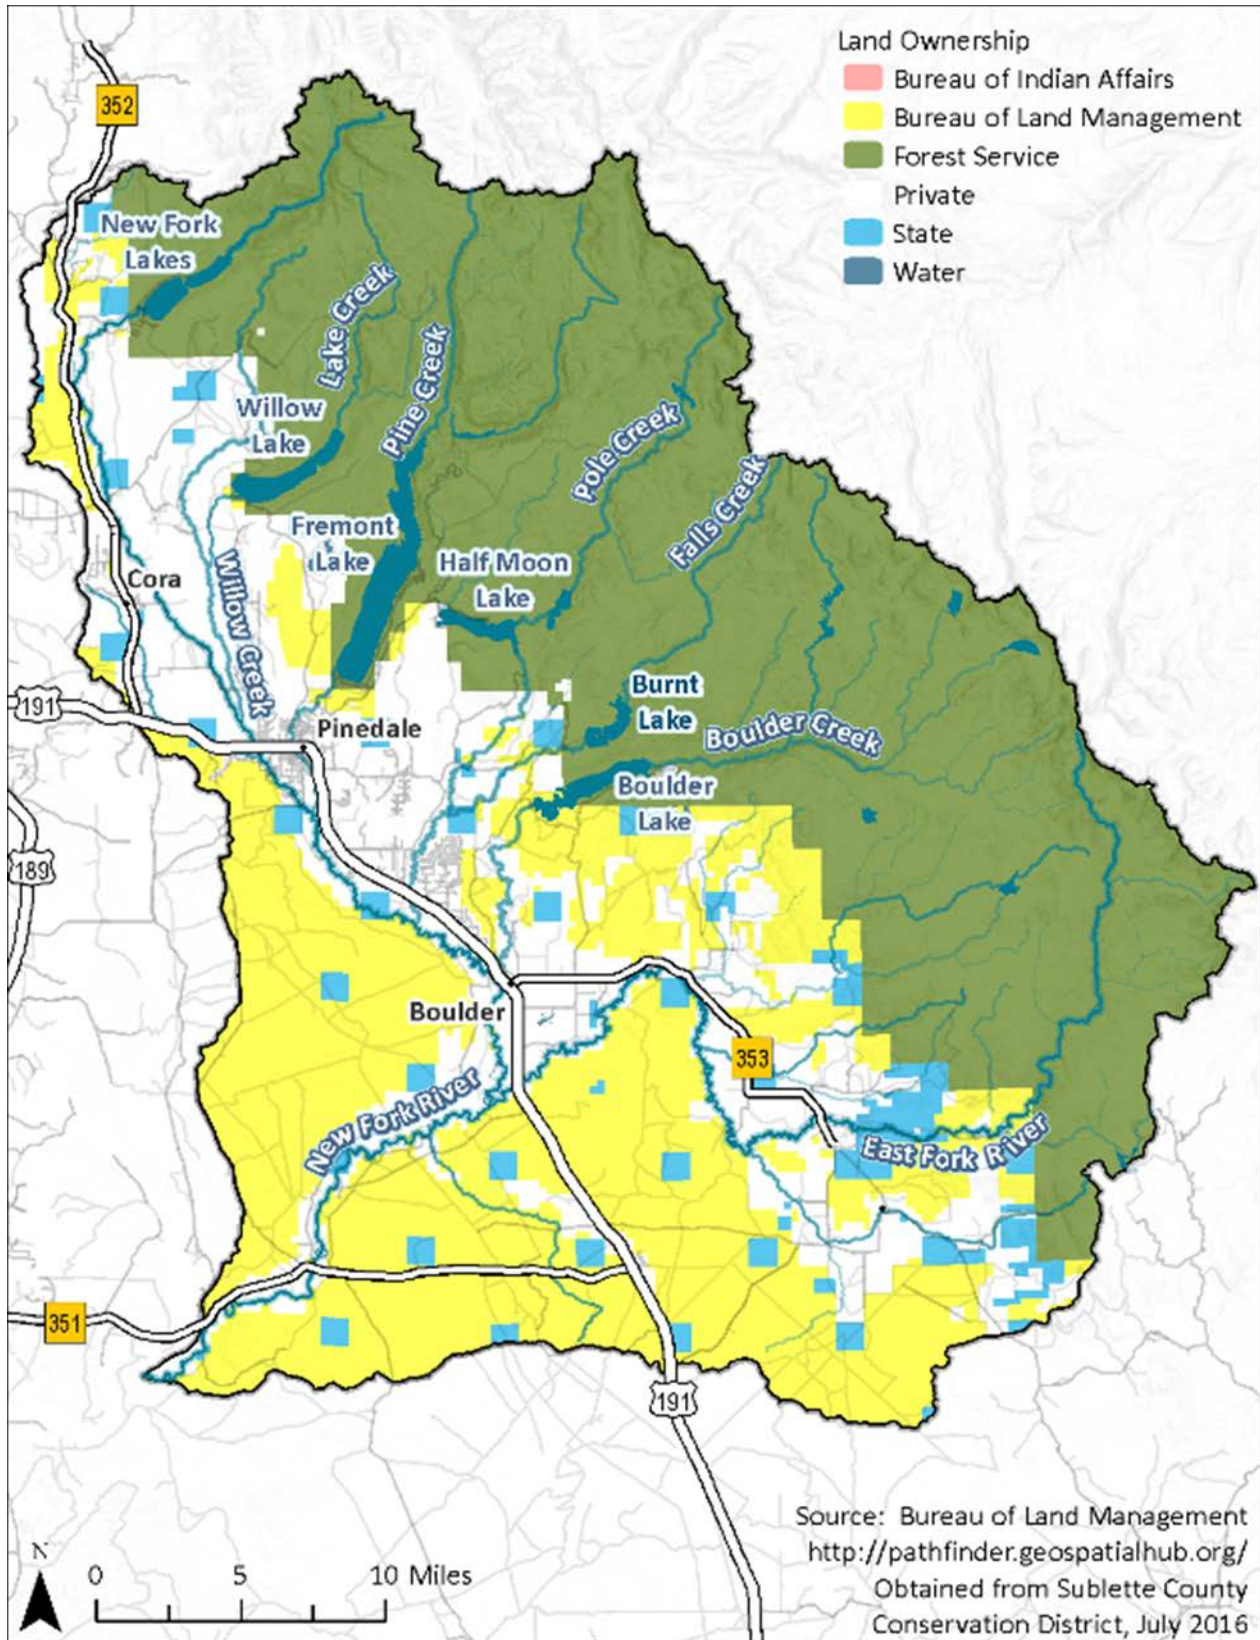 Land Ownership
Bureau of Indian Affairs
Bureau of Land Management
Forest Service
Private
State
Water
352
New Fork
Lakes
Lake Creek
Pine Creek
Willow
Lake
Pole Creek
Falls Creek
Fremont
Lake
Half Moon
Lake
Cora
Willow Creek
191
Burnt
Lake
Boulder Creek
Pinedale
Boulder
Lake
189
Boulder
353
New Fork River
East Fork River
351
191
N
0 5 10 Miles
Source: Bureau of Land Management
http://pathfinder.geospatialhub.org/
Obtained from Sublette County
Conservation District, July 2016